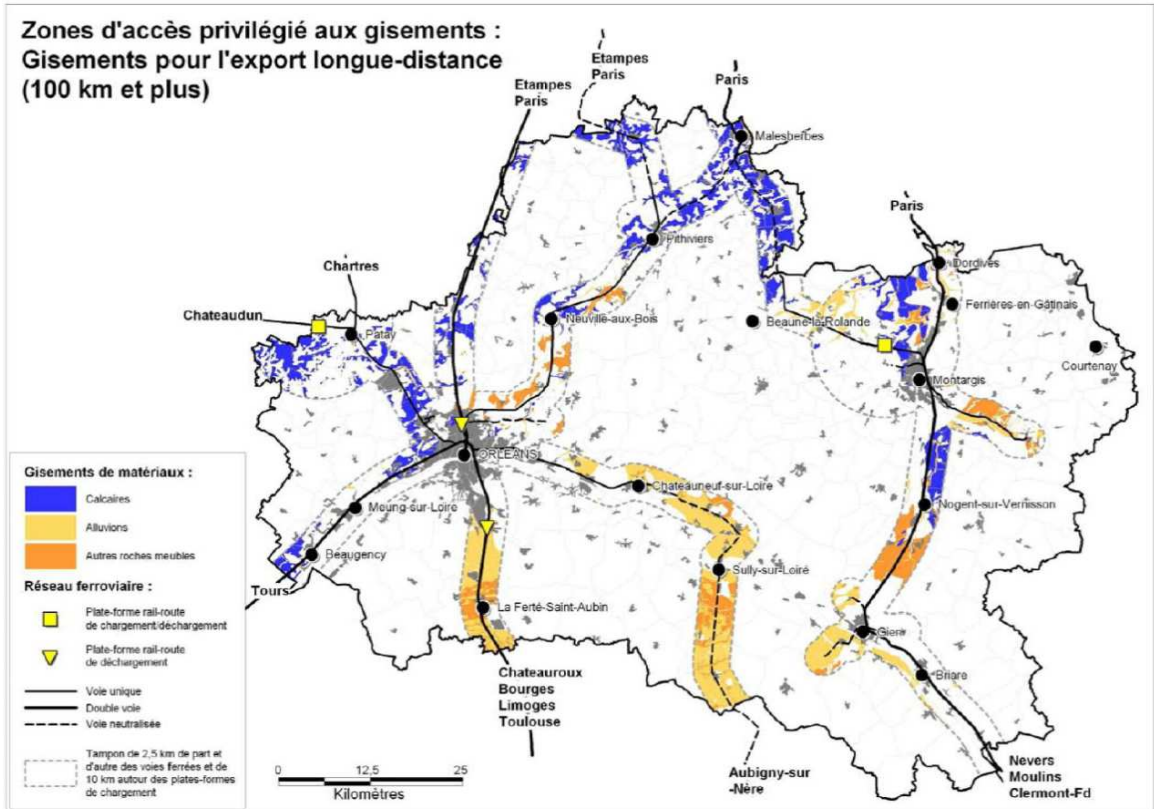 Zones d'accès privilégié aux gisements :
Gisements pour l'export longue-distance
(100 km et plus)
Etampes
Paris
Etampes
Paris
Paris
Malesherbes
Paris
Pithiviers
Dordives
Chartres
Ferrières-en-Gâtinais
Chateaudun
Neuville-aux-Bois
Beaune-la-Rolande
Patay
Courtenay
Montargis
ORLEANS
Chateauneuf-sur-Loire
Meung-sur-Loire
Nogent-sur-Vernisson
Beaugency
Sully-sur-Loire
Tours
La Ferté-Saint-Aubin
Gien
Briare
Chateauroux
Bourges
Limoges
Toulouse
Aubigny-sur
-Nère
Nevers
Moulins
Clermont-Fd
Gisements de matériaux :
Calcaires
Alluvions
Autres roches meubles
Réseau ferroviaire :
Plate-forme rail-route
de chargement/déchargement
Plate-forme rail-route
de déchargement
Voie unique
Double voie
Voie neutralisée
Tampon de 2,5 km de part et
d'autre des voies ferrées et de
10 km autour des plates-formes
de chargement
0 12,5 25
Kilomètres